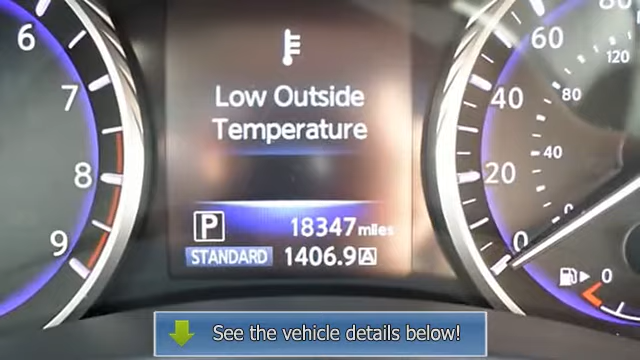 6
7
8
9
Low Outside
Temperature
P
18347 miles
STANDARD 1406.9 A
60
40
20
0
120
80
40
0
0
See the vehicle details below!